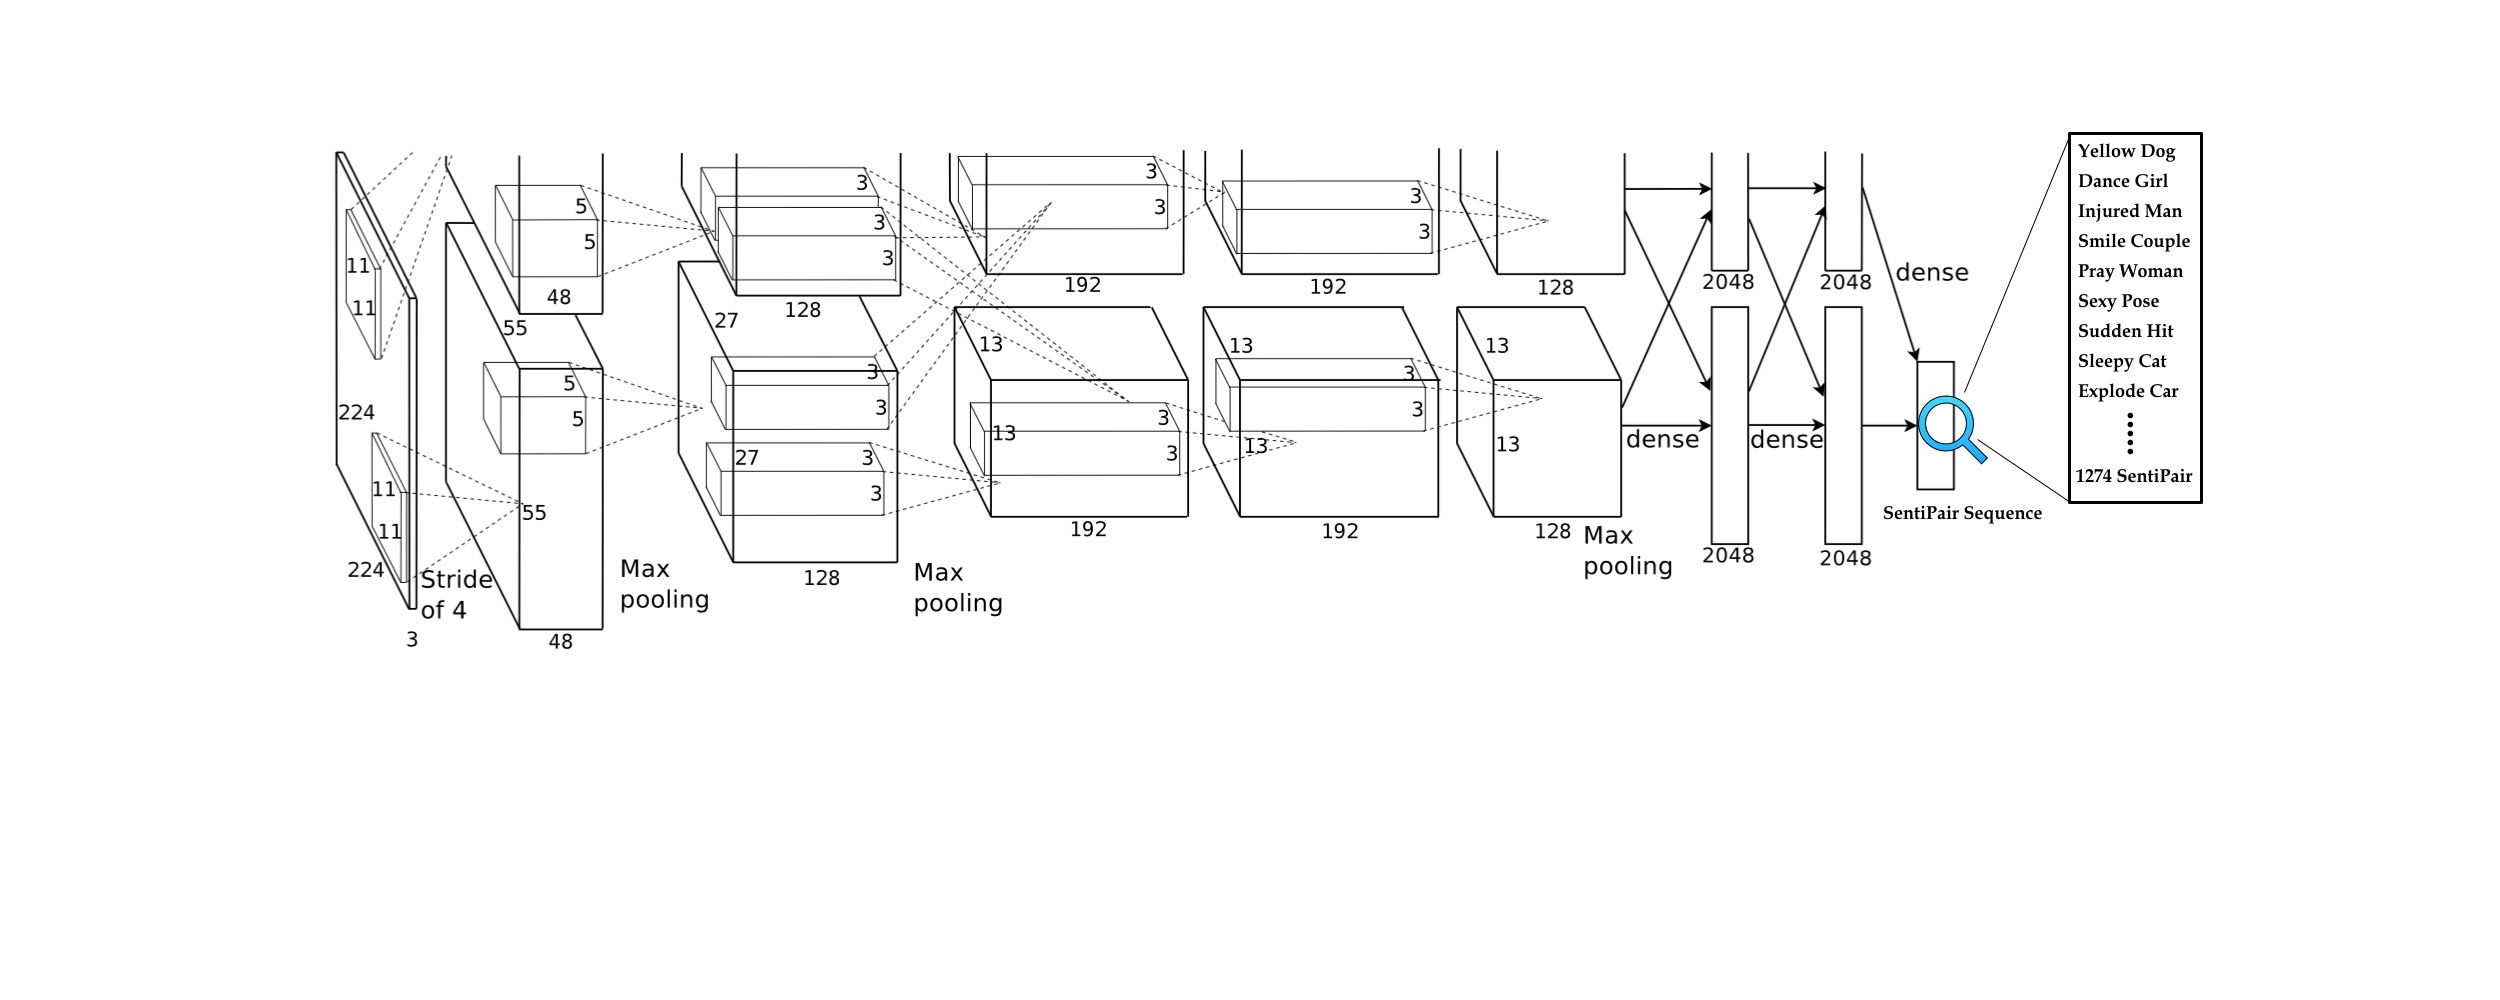 11
11
224
11
11
224
3
Stride
of 4
5
5
48
55
5
5
55
48
Max
pooling
3
3
3
128
27
3
3
27
3
3
128
Max
pooling
3
3
192
13
3
3
13
192
3
3
192
13
3
3
13
192
128
13
13
128
Max
pooling
dense
2048
2048
dense
2048
2048
dense
SentiPair Sequence
Yellow Dog
Dance Girl
Injured Man
Smile Couple
Pray Woman
Sexy Pose
Sudden Hit
Sleepy Cat
Explode Car
1274 SentiPair